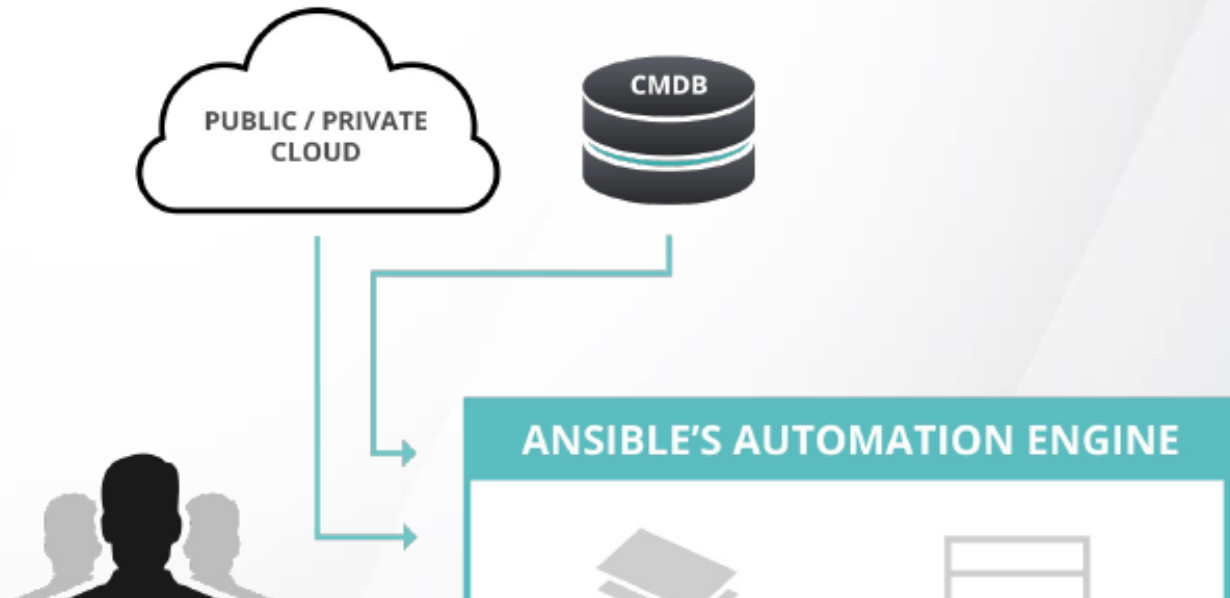 PUBLIC / PRIVATE
CLOUD
CMDB
ANSIBLE’S AUTOMATION ENGINE